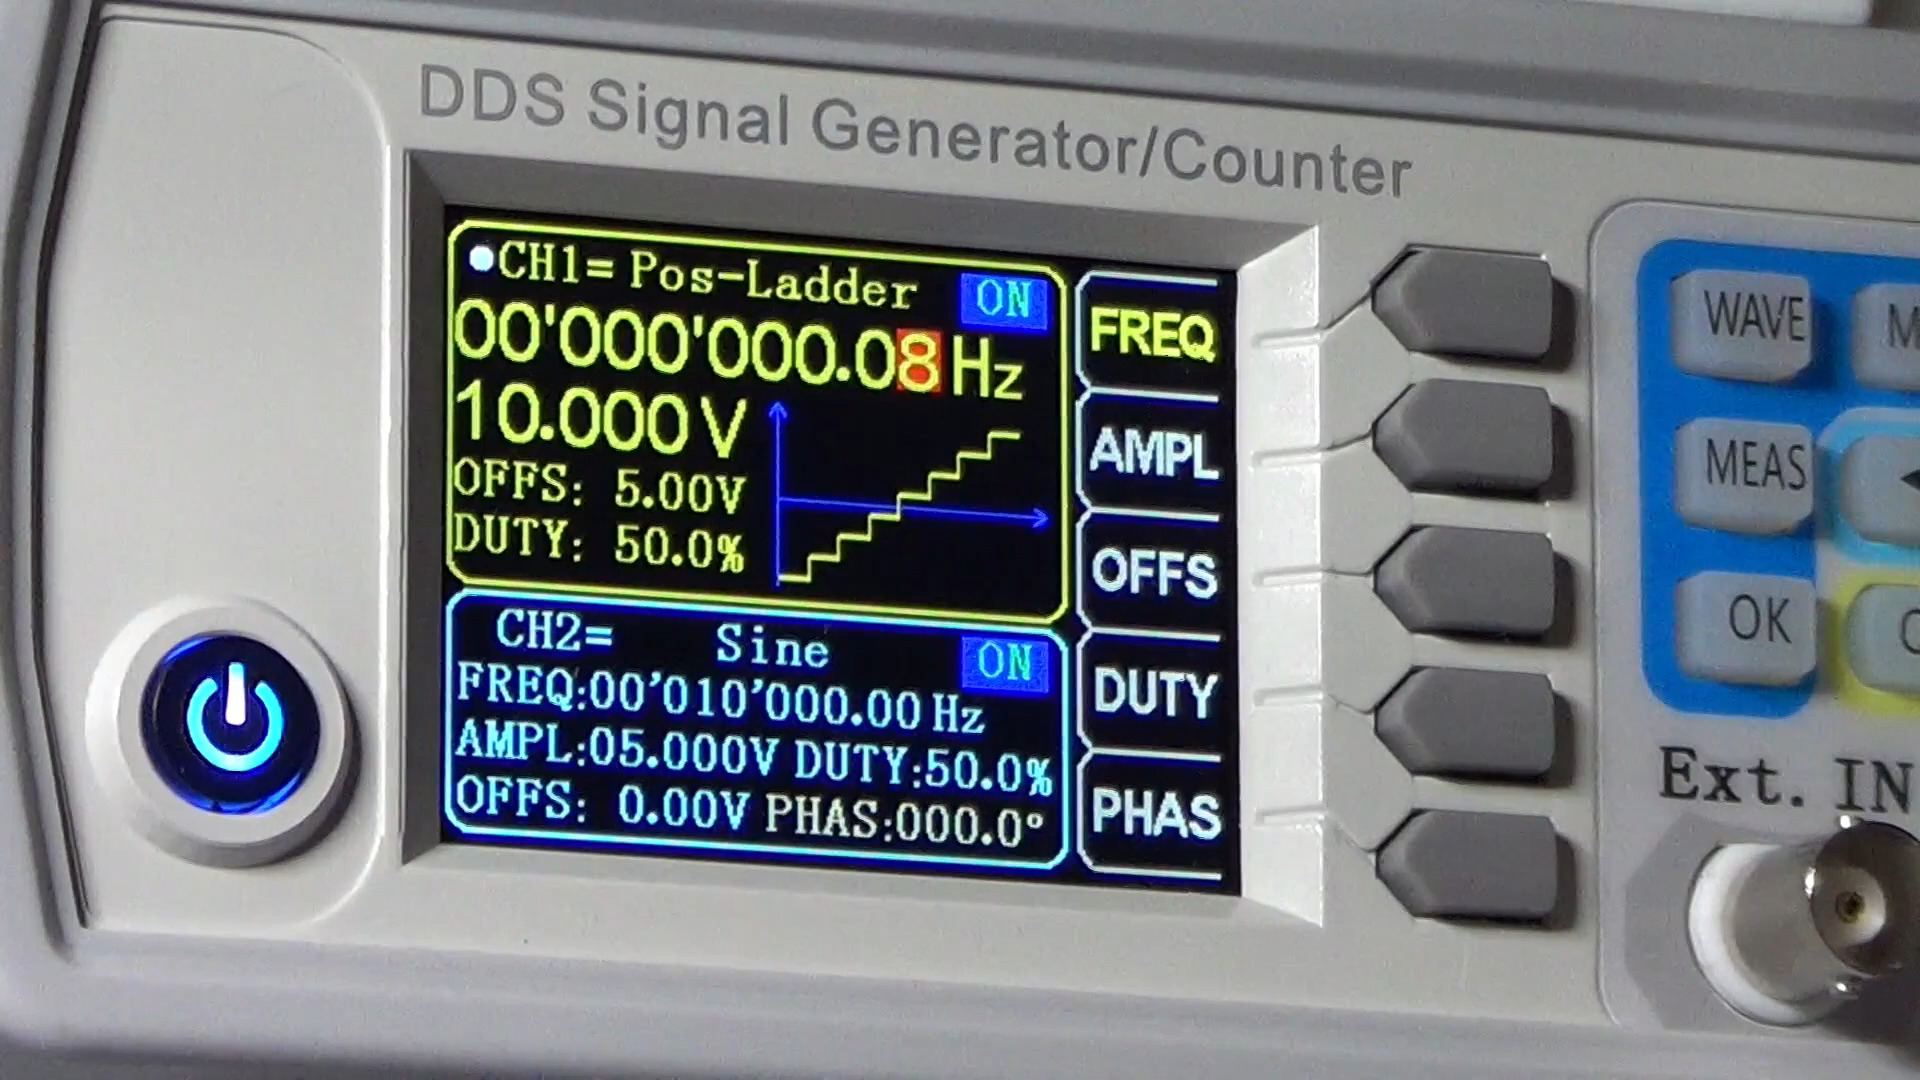 DDS Signal Generator/Counter
CH1= Pos-Ladder ON
00'000'000.08 Hz
10.000 V
OFFS: 5.00V
DUTY: 50.0%
CH2= Sine ON
FREQ:00'010'000.00 Hz
AMPL:05.000V DUTY:50.0%
OFFS: 0.00V PHAS:000.0°
FREQ
AMPL
OFFS
DUTY
PHAS
WAVE
MEAS
OK
Ext. IN